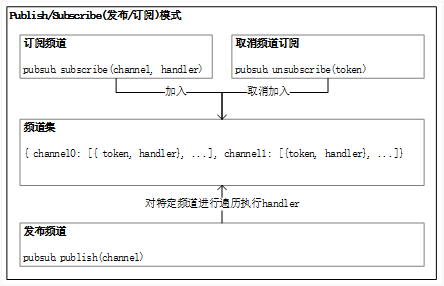 Publish/Subscribe(发布/订阅)模式
订阅频道
取消频道订阅
pubsub subscribe(channel, handler)
pubsub unsubscribe(token)
加入
取消加入
频道集
{ channel0: [{ token, handler}, ...], channel1: [{token, handler}, ...]}
对特定频道进行遍历执行handler
发布频道
pubsub publish(channel)